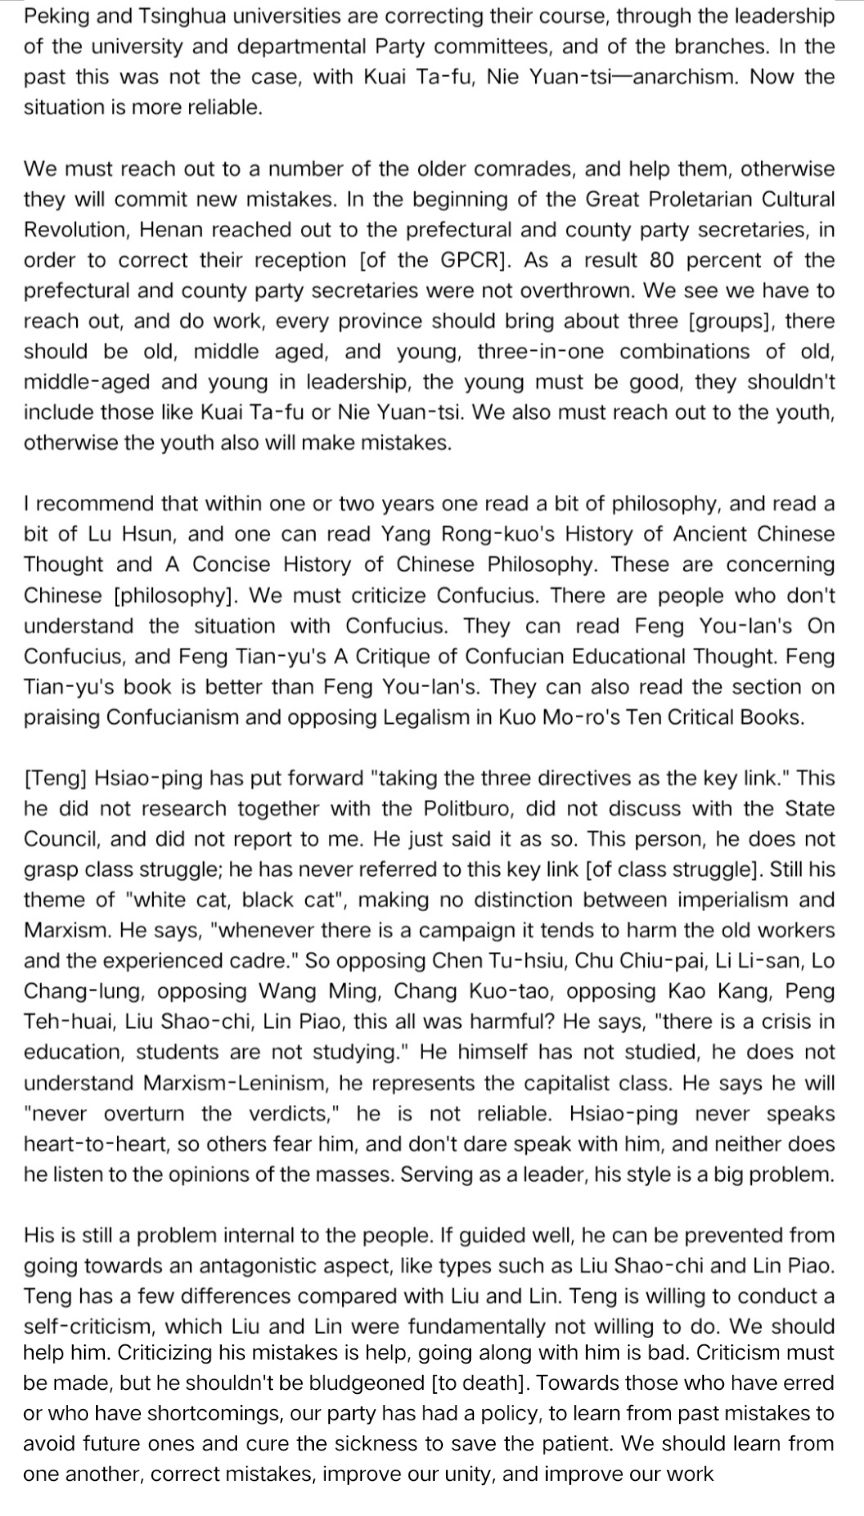 Peking and Tsinghua universities are correcting their course, through the leadership
of the university and departmental Party committees, and of the branches. In the
past this was not the case, with Kuai Ta-fu, Nie Yuan-tsi—anarchism. Now the
situation is more reliable.
We must reach out to a number of the older comrades, and help them, otherwise
they will commit new mistakes. In the beginning of the Great Proletarian Cultural
Revolution, Henan reached out to the prefectural and county party secretaries, in
order to correct their reception [of the GPCR]. As a result 80 percent of the
prefectural and county party secretaries were not overthrown. We see we have to
reach out, and do work, every province should bring about three [groups], there
should be old, middle aged, and young, three-in-one combinations of old,
middle-aged and young in leadership, the young must be good, they shouldn't
include those like Kuai Ta-fu or Nie Yuan-tsi. We also must reach out to the youth,
otherwise the youth also will make mistakes.
I recommend that within one or two years one read a bit of philosophy, and read a
bit of Lu Hsun, and one can read Yang Rong-kuo's History of Ancient Chinese
Thought and A Concise History of Chinese Philosophy. These are concerning
Chinese [philosophy]. We must criticize Confucius. There are people who don't
understand the situation with Confucius. They can read Feng You-lan's On
Confucius, and Feng Tian-yu's A Critique of Confucian Educational Thought. Feng
Tian-yu's book is better than Feng You-lan's. They can also read the section on
praising Confucianism and opposing Legalism in Kuo Mo-ro's Ten Critical Books.
[Teng] Hsiao-ping has put forward "taking the three directives as the key link." This
he did not research together with the Politburo, did not discuss with the State
Council, and did not report to me. He just said it as so. This person, he does not
grasp class struggle; he has never referred to this key link [of class struggle]. Still his
theme of "white cat, black cat", making no distinction between imperialism and
Marxism. He says, "whenever there is a campaign it tends to harm the old workers
and the experienced cadre." So opposing Chen Tu-hsiu, Chu Chiu-pai, Li Li-san, Lo
Chang-lung, opposing Wang Ming, Chang Kuo-tao, opposing Kao Kang, Peng
Teh-huai, Liu Shao-chi, Lin Piao, this all was harmful? He says, "there is a crisis in
education, students are not studying." He himself has not studied, he does not
understand Marxism-Leninism, he represents the capitalist class. He says he will
"never overturn the verdicts," he is not reliable. Hsiao-ping never speaks
heart-to-heart, so others fear him, and don't dare speak with him, and neither does
he listen to the opinions of the masses. Serving as a leader, his style is a big problem.
His is still a problem internal to the people. If guided well, he can be prevented from
going towards an antagonistic aspect, like types such as Liu Shao-chi and Lin Piao.
Teng has a few differences compared with Liu and Lin. Teng is willing to conduct a
self-criticism, which Liu and Lin were fundamentally not willing to do. We should
help him. Criticizing his mistakes is help, going along with him is bad. Criticism must
be made, but he shouldn't be bludgeoned [to death]. Towards those who have erred
or who have shortcomings, our party has had a policy, to learn from past mistakes to
avoid future ones and cure the sickness to save the patient. We should learn from
one another, correct mistakes, improve our unity, and improve our work